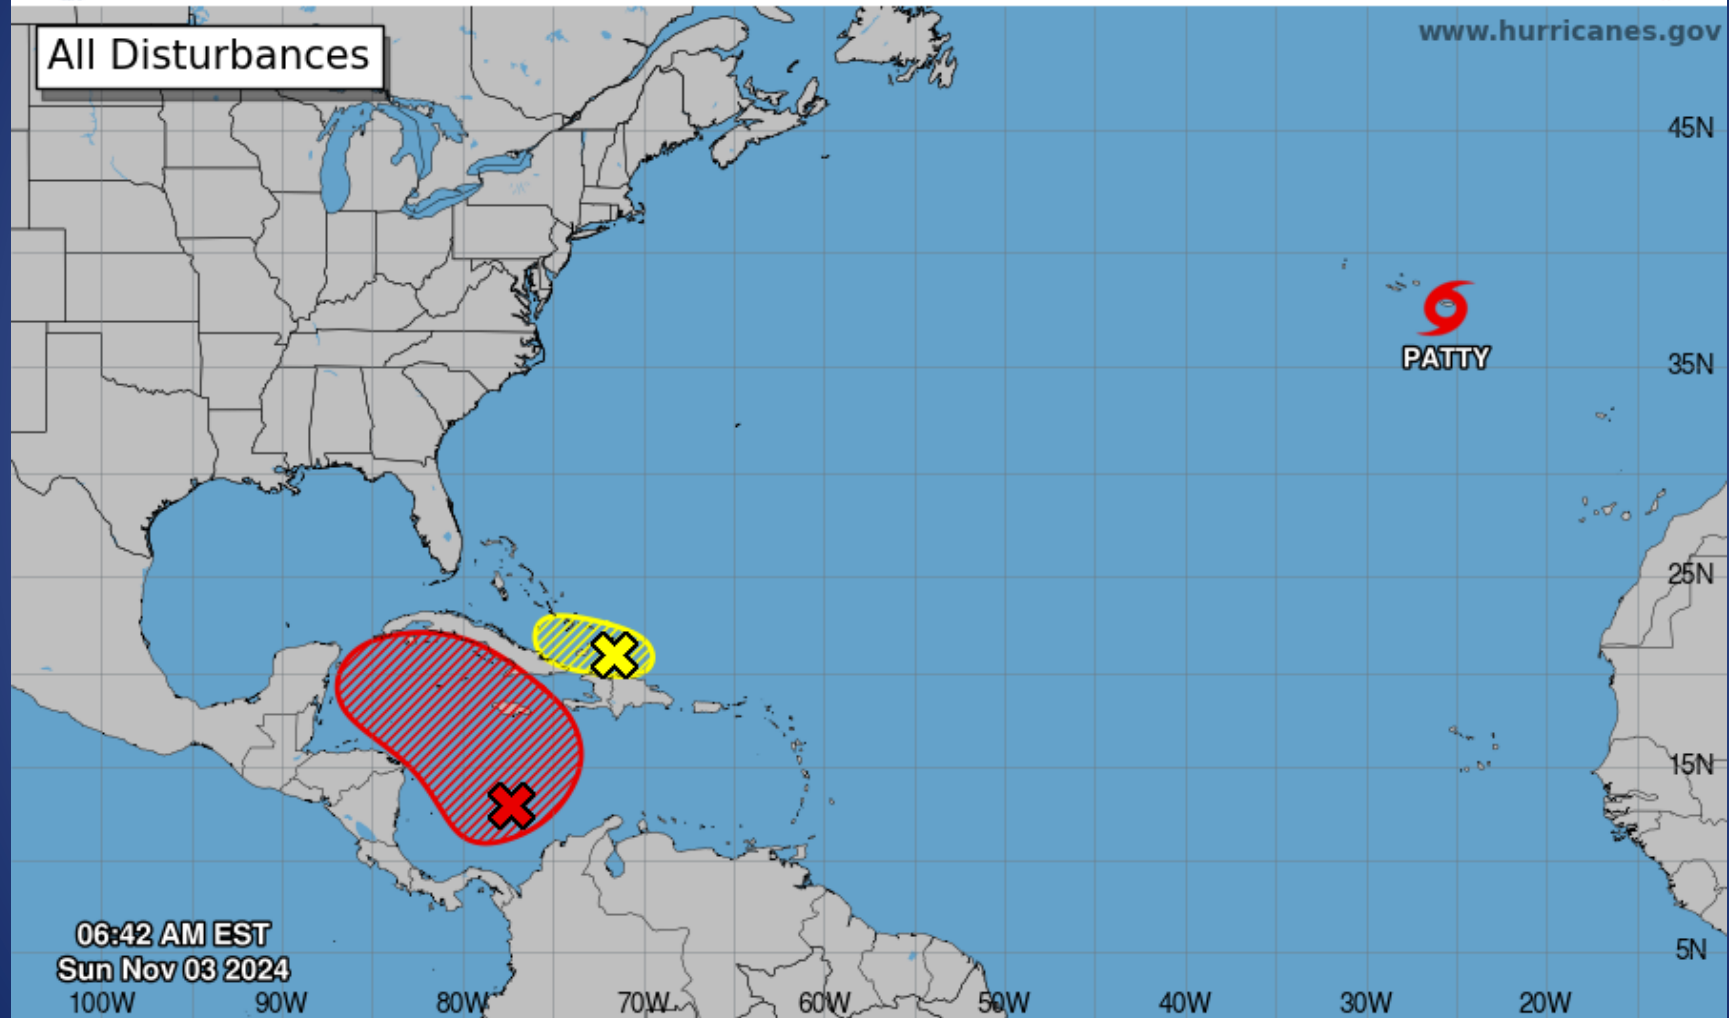 All Disturbances
www.hurricanes.gov
45N
PATTY
35N
25N
15N
06:42 AM EST
Sun Nov 03 2024
5N
100W 90W 80W 70W 60W 50W 40W 30W 20W